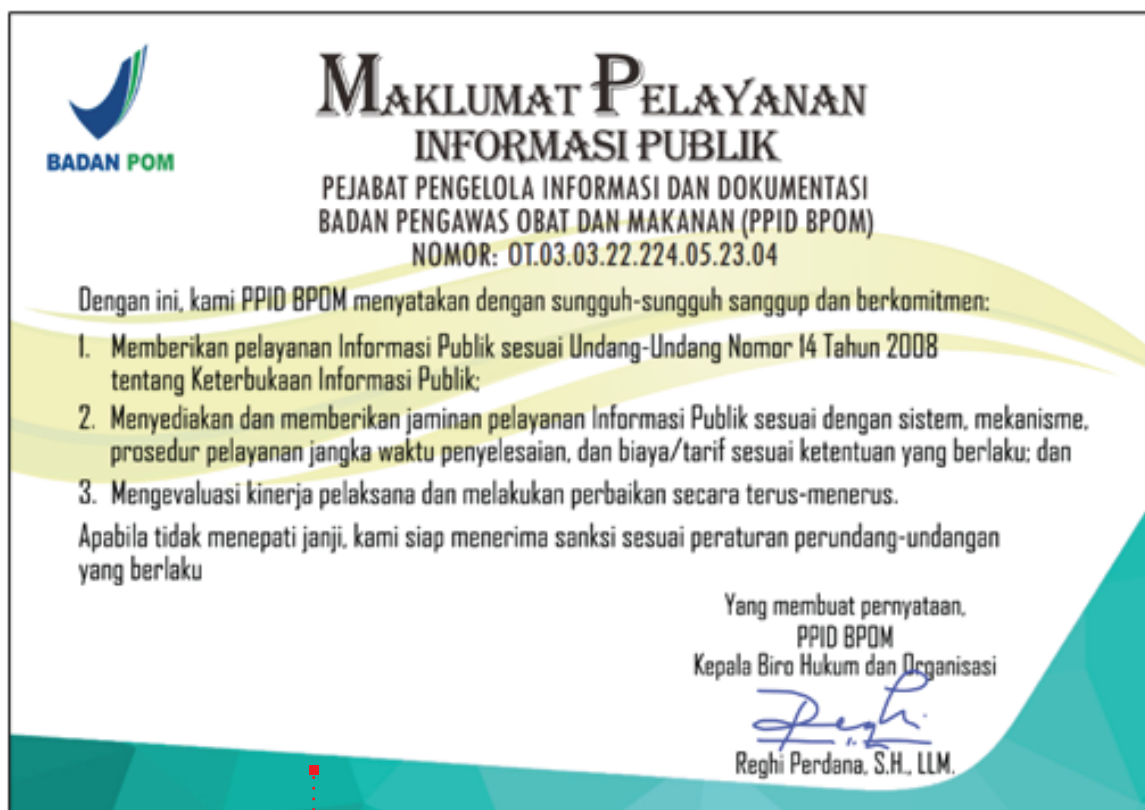 BADAN POM
MAKLUMAT PELAYANAN
INFORMASI PUBLIK
PEJABAT PENGELOLA INFORMASI DAN DOKUMENTASI
BADAN PENGAWAS OBAT DAN MAKANAN (PPID BPOM)
NOMOR: OT.03.03.22.224.05.23.04
Dengan ini, kami PPID BPOM menyatakan dengan sungguh-sungguh sanggup dan berkomitmen:
1. Memberikan pelayanan Informasi Publik sesuai Undang-Undang Nomor 14 Tahun 2008
tentang Keterbukaan Informasi Publik;
2. Menyediakan dan memberikan jaminan pelayanan Informasi Publik sesuai dengan sistem, mekanisme,
prosedur pelayanan jangka waktu penyelesaian, dan biaya/tarif sesuai ketentuan yang berlaku; dan
3. Mengevaluasi kinerja pelaksana dan melakukan perbaikan secara terus-menerus.
Apabila tidak menepati janji, kami siap menerima sanksi sesuai peraturan perundang-undangan
yang berlaku
Yang membuat pernyataan,
PPID BPOM
Kepala Biro Hukum dan Organisasi
Reghi
Reghi Perdana, S.H., LLM.